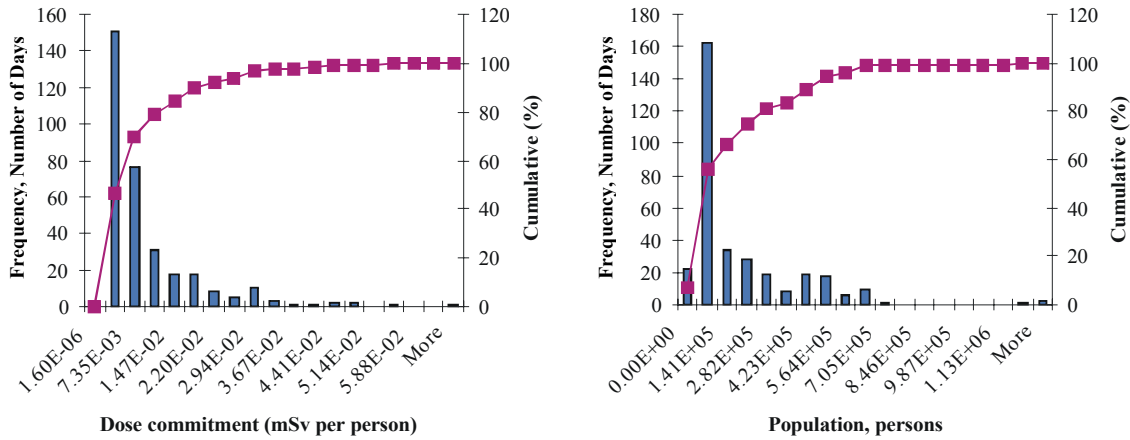 160
140
120
100
80
60
40
20
0
Frequency, Number of Days
120
100
80
60
40
20
0
Cumulative (%)
1.60E-06
7.35E-03
1.47E-02
2.20E-02
2.94E-02
3.67E-02
4.41E-02
5.14E-02
5.88E-02
More
Dose commitment (mSv per person)
180
160
140
120
100
80
60
40
20
0
Frequency, Number of Days
120
100
80
60
40
20
0
Cumulative (%)
0.00E+00
1.41E+05
2.82E+05
4.23E+05
5.64E+05
7.05E+05
8.46E+05
9.87E+05
1.13E+06
More
Population, persons